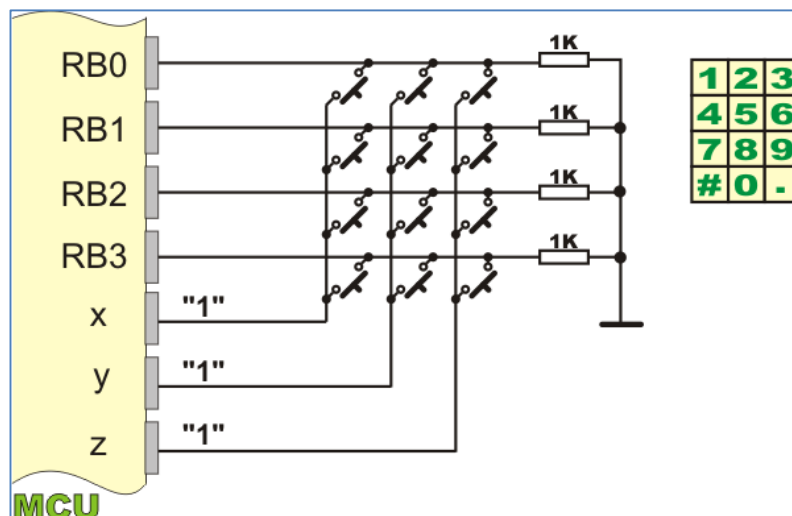 RB0
RB1
RB2
RB3
x
y
z
"1"
"1"
"1"
1K
1K
1K
1K
1 2 3
4 5 6
7 8 9
# 0 .
MCU